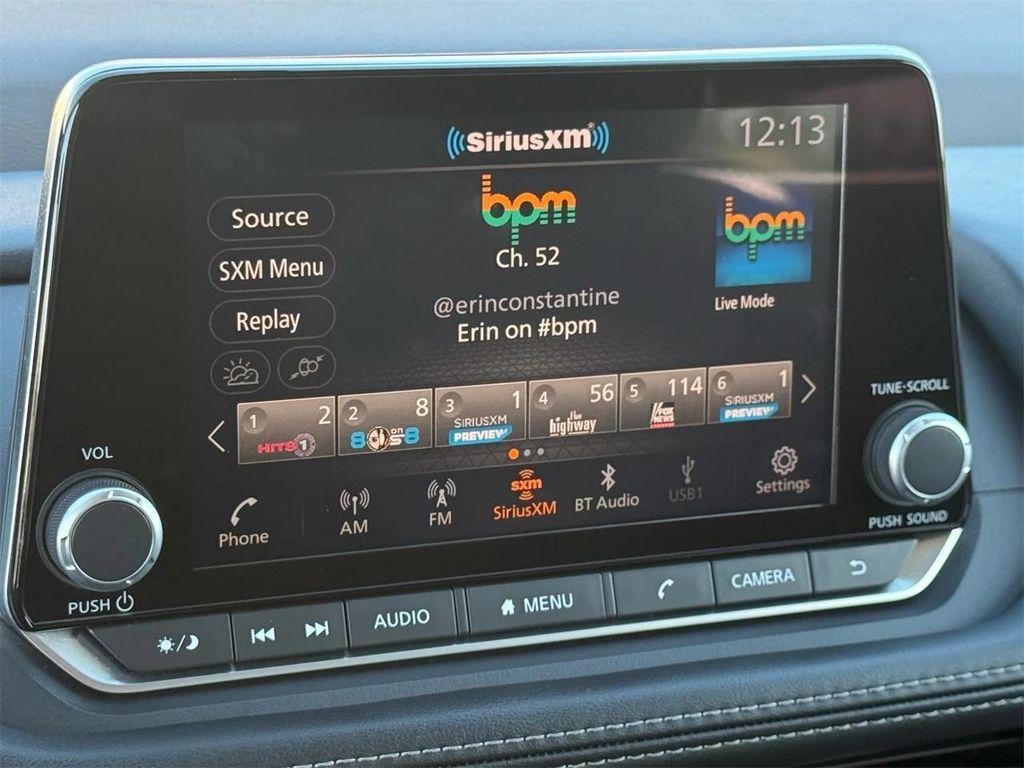 SiriusXM
12:13
Source
SXM Menu
Replay
bpm
Ch. 52
@erinconstantine
Erin on #bpm
bpm
Live Mode
1 2 HITS 1
2 8 80s on 8
3 1 SIRIUSXM PREVIEW
4 56 the highway
5 114 FOX NEWS
6 1 SIRIUSXM PREVIEW
Phone
AM
FM
sxm
SiriusXM
BT Audio
USB1
Settings
VOL
PUSH
TUNE·SCROLL
PUSH SOUND
AUDIO
MENU
CAMERA